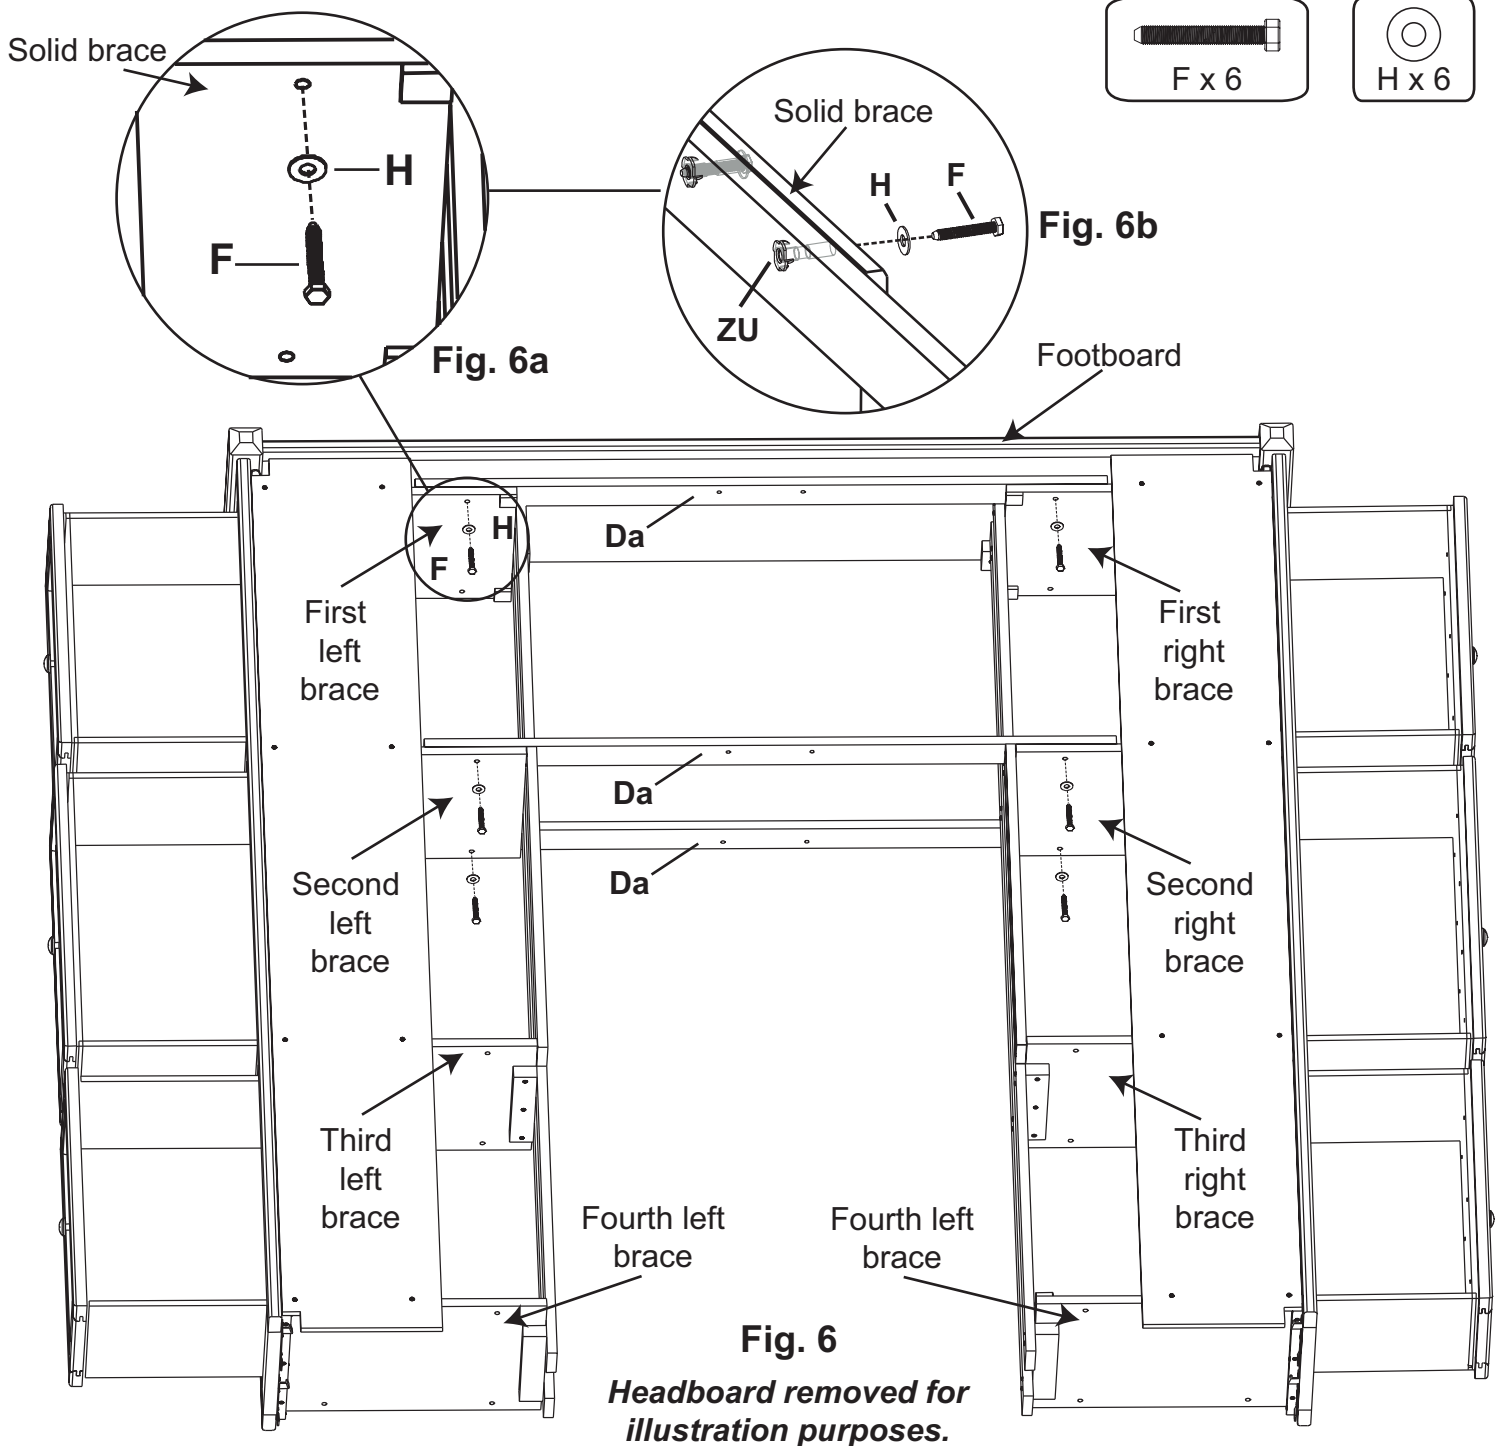 Solid brace
H
F
Fig. 6a
Solid brace
H
F
ZU
Fig. 6b
F x 6
H x 6
Footboard
H
F
Da
First
left
brace
First
right
brace
Da
Da
Second
left
brace
Second
right
brace
Third
left
brace
Third
right
brace
Fourth left
brace
Fourth left
brace
Fig. 6
Headboard removed for
illustration purposes.